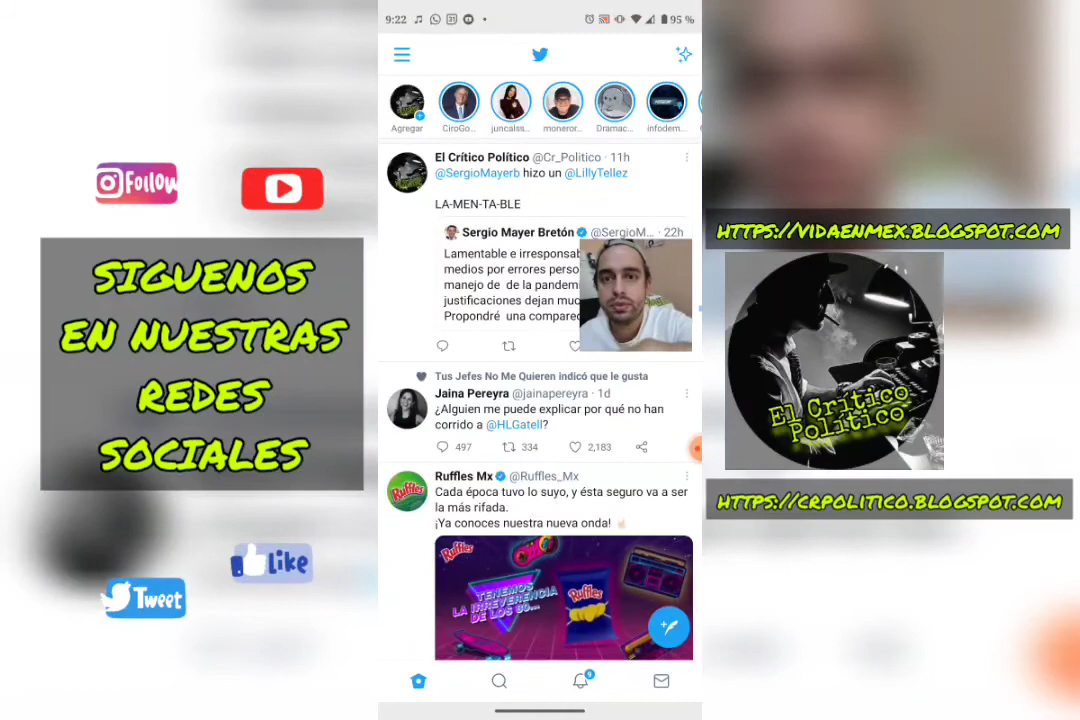 Follow
SIGUENOS
EN NUESTRAS
REDES
SOCIALES
Like
Tweet
9:22
31
95 %
Agregar
CiroGo...
juncalss...
moneror...
Dramac...
infodem...
El Crítico Político @Cr_Politico · 11h
@SergioMayerb hizo un @LillyTellez
LA-MEN-TA-BLE
Sergio Mayer Bretón @SergioM... · 22h
Lamentable e irresponsab
medios por errores perso
manejo de de la pandem
justificaciones dejan muc
Propondré una compared
Tus Jefes No Me Quieren indicó que le gusta
Jaina Pereyra @jainapereyra · 1d
¿Alguien me puede explicar por qué no han
corrido a @HLGatell?
497 334 2,183
Ruffles Mx @Ruffles_Mx
Cada época tuvo lo suyo, y ésta seguro va a ser
la más rifada.
¡Ya conoces nuestra nueva onda!
Ruffles
TENEMOS
LA IRREVERENCIA
DE LOS 80...
Ruffles
9
HTTPS://VIDAENMEX.BLOGSPOT.COM
El Crítico
Político
HTTPS://CRPOLITICO.BLOGSPOT.COM